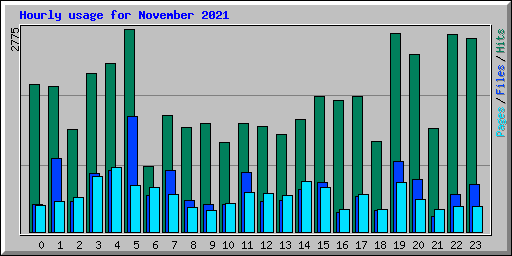 Hourly usage for November 2021
2775
Pages / Files / Hits
0 1 2 3 4 5 6 7 8 9 10 11 12 13 14 15 16 17 18 19 20 21 22 23